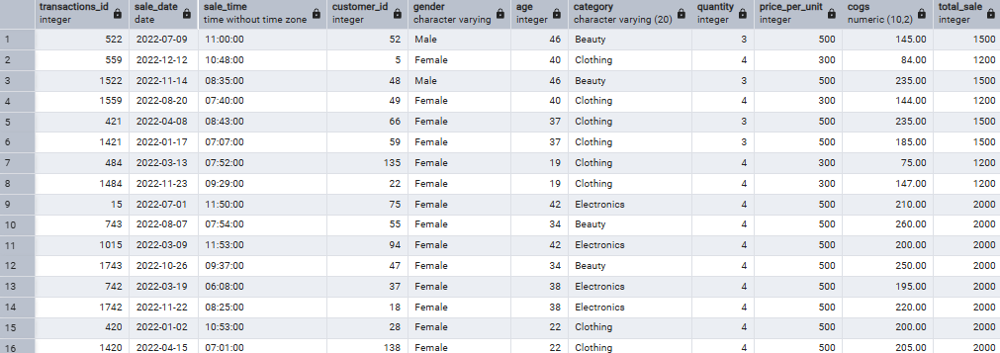 transactions_id sale_date sale_time customer_id gender age category quantity price_per_unit cogs total_sale
integer date time without time zone integer character varying integer character varying (20) integer integer numeric (10,2) integer
1 522 2022-07-09 11:00:00 52 Male 46 Beauty 3 500 145.00 1500
2 559 2022-12-12 10:48:00 5 Female 40 Clothing 4 300 84.00 1200
3 1522 2022-11-14 08:35:00 48 Male 46 Beauty 3 500 235.00 1500
4 1559 2022-08-20 07:40:00 49 Female 40 Clothing 4 300 144.00 1200
5 421 2022-04-08 08:43:00 66 Female 37 Clothing 3 500 235.00 1500
6 1421 2022-01-17 07:07:00 59 Female 37 Clothing 3 500 185.00 1500
7 484 2022-03-13 07:52:00 135 Female 19 Clothing 4 300 75.00 1200
8 1484 2022-11-23 09:29:00 22 Female 19 Clothing 4 300 147.00 1200
9 15 2022-07-01 11:50:00 75 Female 42 Electronics 4 500 210.00 2000
10 743 2022-08-07 07:54:00 55 Female 34 Beauty 4 500 260.00 2000
11 1015 2022-03-09 11:53:00 94 Female 42 Electronics 4 500 200.00 2000
12 1743 2022-10-26 09:37:00 47 Female 34 Beauty 4 500 250.00 2000
13 742 2022-03-19 06:08:00 37 Female 38 Electronics 4 500 195.00 2000
14 1742 2022-11-22 08:25:00 18 Female 38 Electronics 4 500 220.00 2000
15 420 2022-01-02 10:53:00 28 Female 22 Clothing 4 500 200.00 2000
16 1420 2022-04-15 07:01:00 138 Female 22 Clothing 4 500 205.00 2000